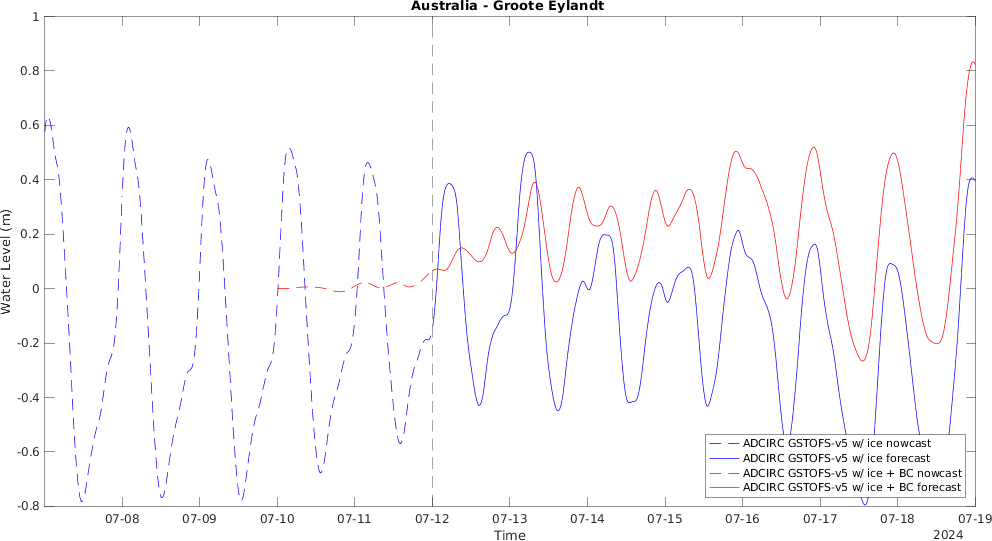 Australia - Groote Eylandt
1
0.8
0.6
0.4
0.2
0
-0.2
-0.4
-0.6
-0.8
Water Level (m)
ADCIRC GSTOFS-v5 w/ ice nowcast
ADCIRC GSTOFS-v5 w/ ice forecast
ADCIRC GSTOFS-v5 w/ ice + BC nowcast
ADCIRC GSTOFS-v5 w/ ice + BC forecast
07-08 07-09 07-10 07-11 07-12 07-13 07-14 07-15 07-16 07-17 07-18 07-19
Time 2024